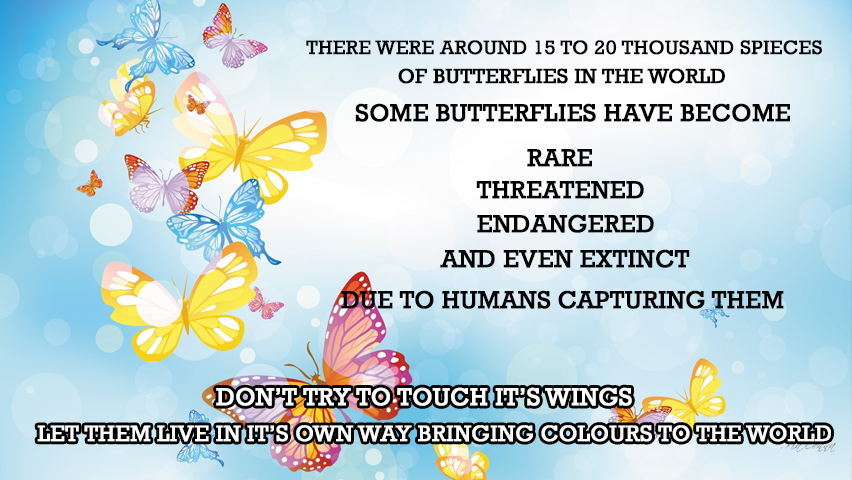 THERE WERE AROUND 15 TO 20 THOUSAND SPIECES
OF BUTTERFLIES IN THE WORLD
SOME BUTTERFLIES HAVE BECOME
RARE
THREATENED
ENDANGERED
AND EVEN EXTINCT
DUE TO HUMANS CAPTURING THEM
DON'T TRY TO TOUCH IT'S WINGS
LET THEM LIVE IN IT'S OWN WAY BRINGING COLOURS TO THE WORLD